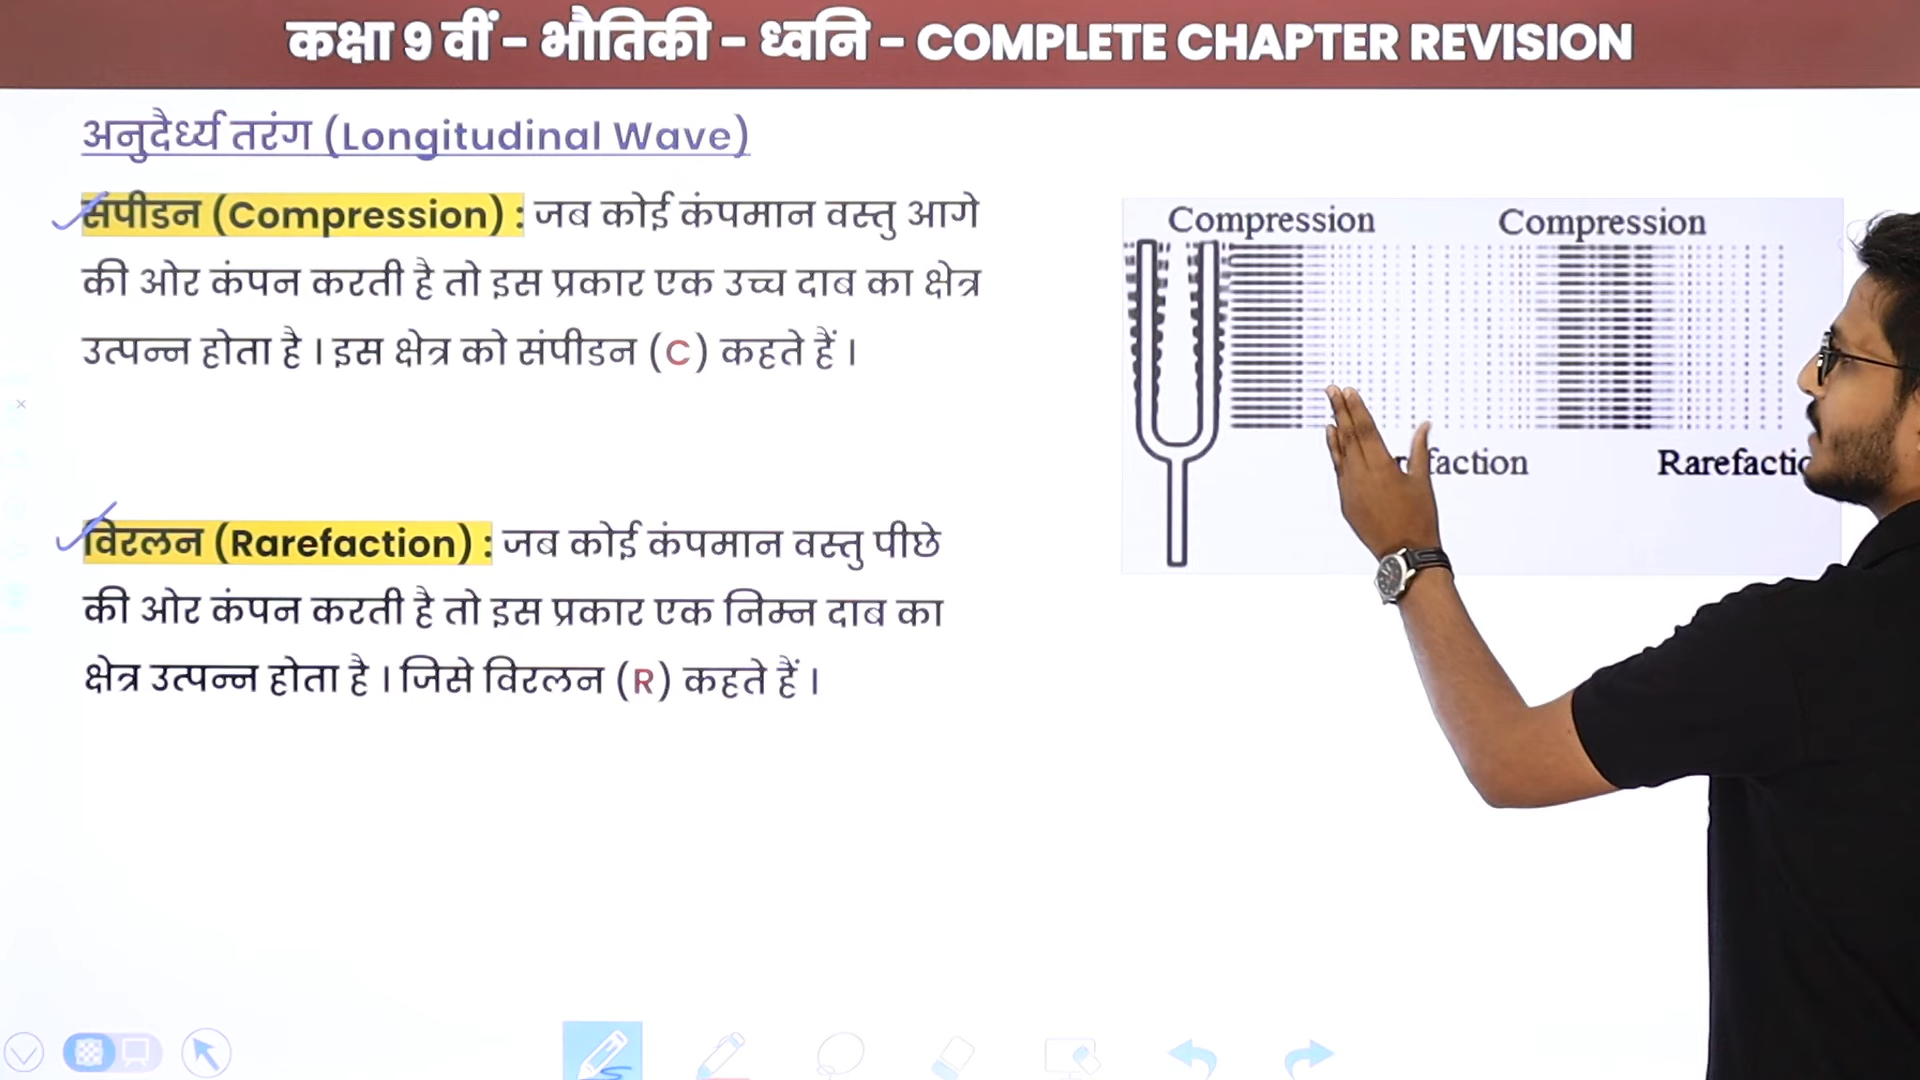 कक्षा 9 वीं - भौतिकी - ध्वनि - COMPLETE CHAPTER REVISION
अनुदैर्ध्य तरंग (Longitudinal Wave)
संपीडन (Compression) : जब कोई कंपमान वस्तु आगे
की ओर कंपन करती है तो इस प्रकार एक उच्च दाब का क्षेत्र
उत्पन्न होता है । इस क्षेत्र को संपीडन (C) कहते हैं ।
विरलन (Rarefaction) : जब कोई कंपमान वस्तु पीछे
की ओर कंपन करती है तो इस प्रकार एक निम्न दाब का
क्षेत्र उत्पन्न होता है । जिसे विरलन (R) कहते हैं ।
Compression Compression